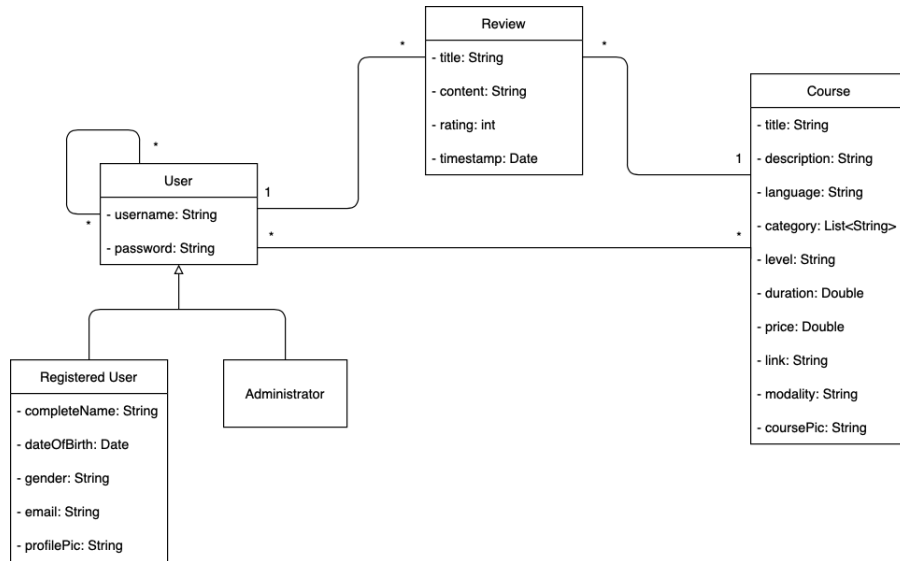 Review
- title: String
- content: String
- rating: int
- timestamp: Date
*
*
Course
- title: String
- description: String
- language: String
- category: List<String>
- level: String
- duration: Double
- price: Double
- link: String
- modality: String
- coursePic: String
1
*
*
*
User
- username: String
- password: String
1
*
Registered User
- completeName: String
- dateOfBirth: Date
- gender: String
- email: String
- profilePic: String
Administrator